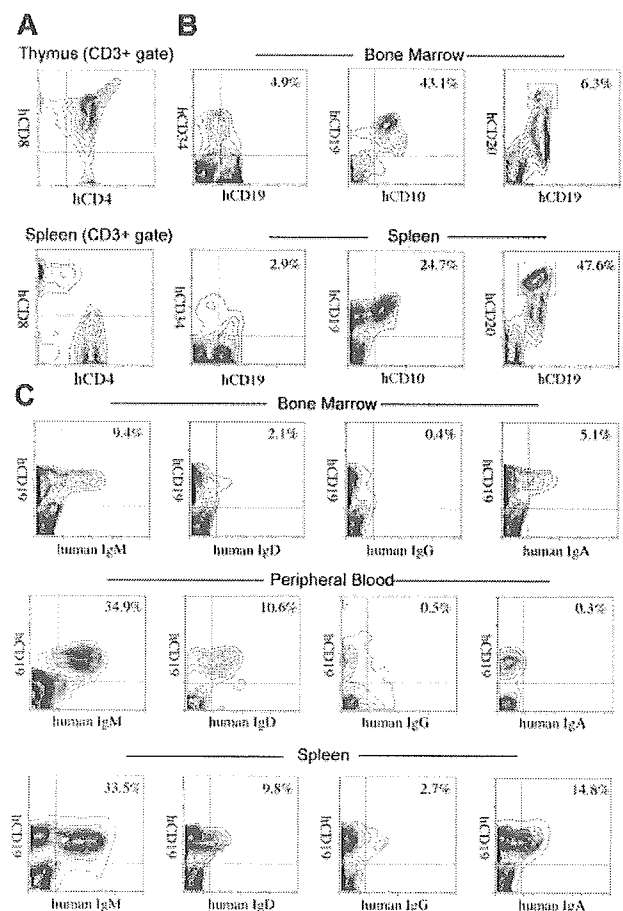 A
B
Thymus (CD3+ gate)
Bone Marrow
4.9%
43.1%
6.3%
hCD8
hCD34
hCD19
hCD20
hCD4
hCD19
hCD10
hCD19
Spleen (CD3+ gate)
Spleen
2.9%
24.7%
47.6%
hCD8
hCD34
hCD19
hCD20
hCD4
hCD19
hCD10
hCD19
C
Bone Marrow
9.4%
2.1%
0.4%
5.1%
hCD19
hCD19
hCD19
hCD19
human IgM
human IgD
human IgG
human IgA
Peripheral Blood
34.9%
10.6%
0.5%
0.3%
hCD19
hCD19
hCD19
hCD19
human IgM
human IgD
human IgG
human IgA
Spleen
33.5%
9.8%
2.7%
14.8%
hCD19
hCD19
hCD19
hCD19
human IgM
human IgD
human IgG
human IgA